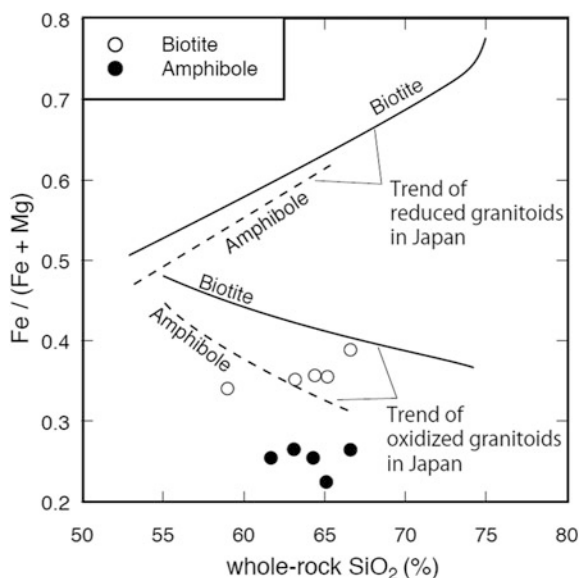 0.8
0.7
0.6
0.5
0.4
0.3
0.2
Fe / (Fe + Mg)
Biotite
Amphibole
Biotite
Amphibole
Trend of
reduced granitoids
in Japan
Biotite
Amphibole
Trend of
oxidized granitoids
in Japan
50 55 60 65 70 75 80
whole-rock SiO₂ (%)